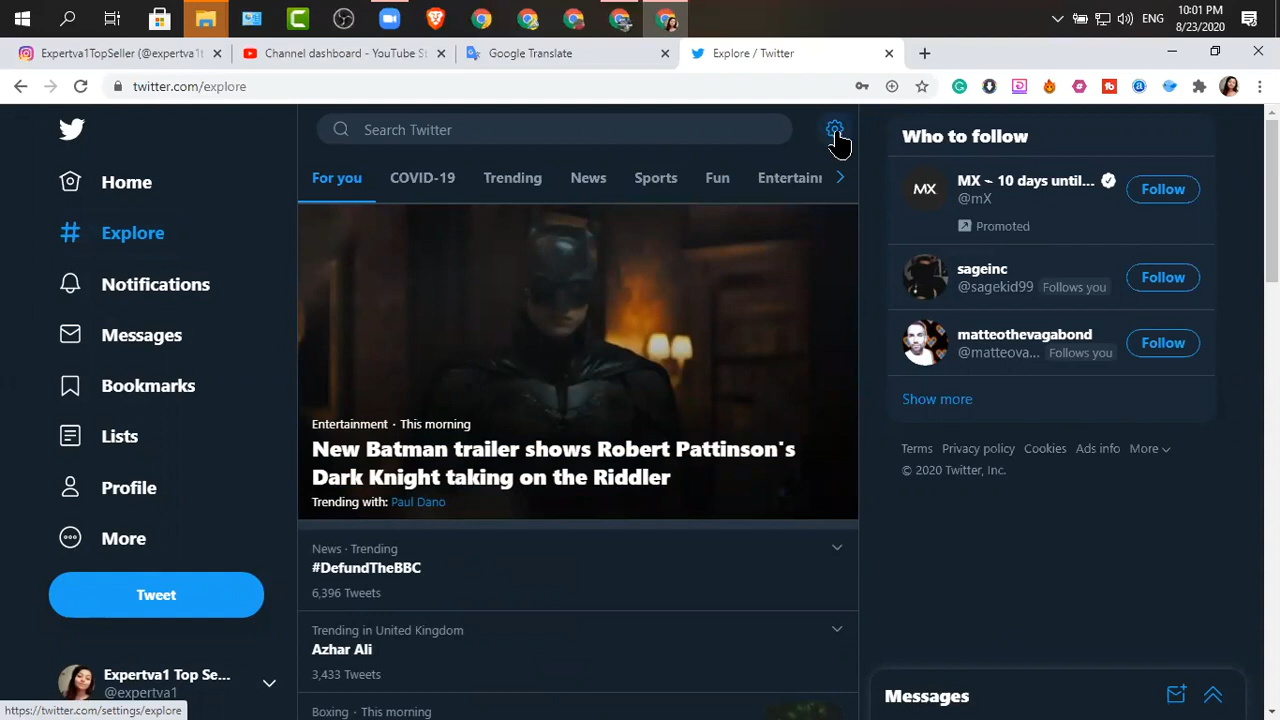 10:01 PM
ENG
8/23/2020
Expertva1TopSeller (@expertva1t
Channel dashboard - YouTube St
Google Translate
Explore / Twitter
twitter.com/explore
Search Twitter
Home
Explore
Notifications
Messages
Bookmarks
Lists
Profile
More
Tweet
Expertva1 Top Se...
@expertva1
https://twitter.com/settings/explore
For you
COVID-19
Trending
News
Sports
Fun
Entertainn
Entertainment · This morning
New Batman trailer shows Robert Pattinson's
Dark Knight taking on the Riddler
Trending with: Paul Dano
News · Trending
#DefundTheBBC
6,396 Tweets
Trending in United Kingdom
Azhar Ali
3,433 Tweets
Boxing · This morning
Who to follow
MX
MX ~ 10 days until...
@mX
Follow
Promoted
sageinc
@sagekid99 Follows you
Follow
matteothevagabond
@matteova... Follows you
Follow
Show more
Terms Privacy policy Cookies Ads info More
© 2020 Twitter, Inc.
Messages